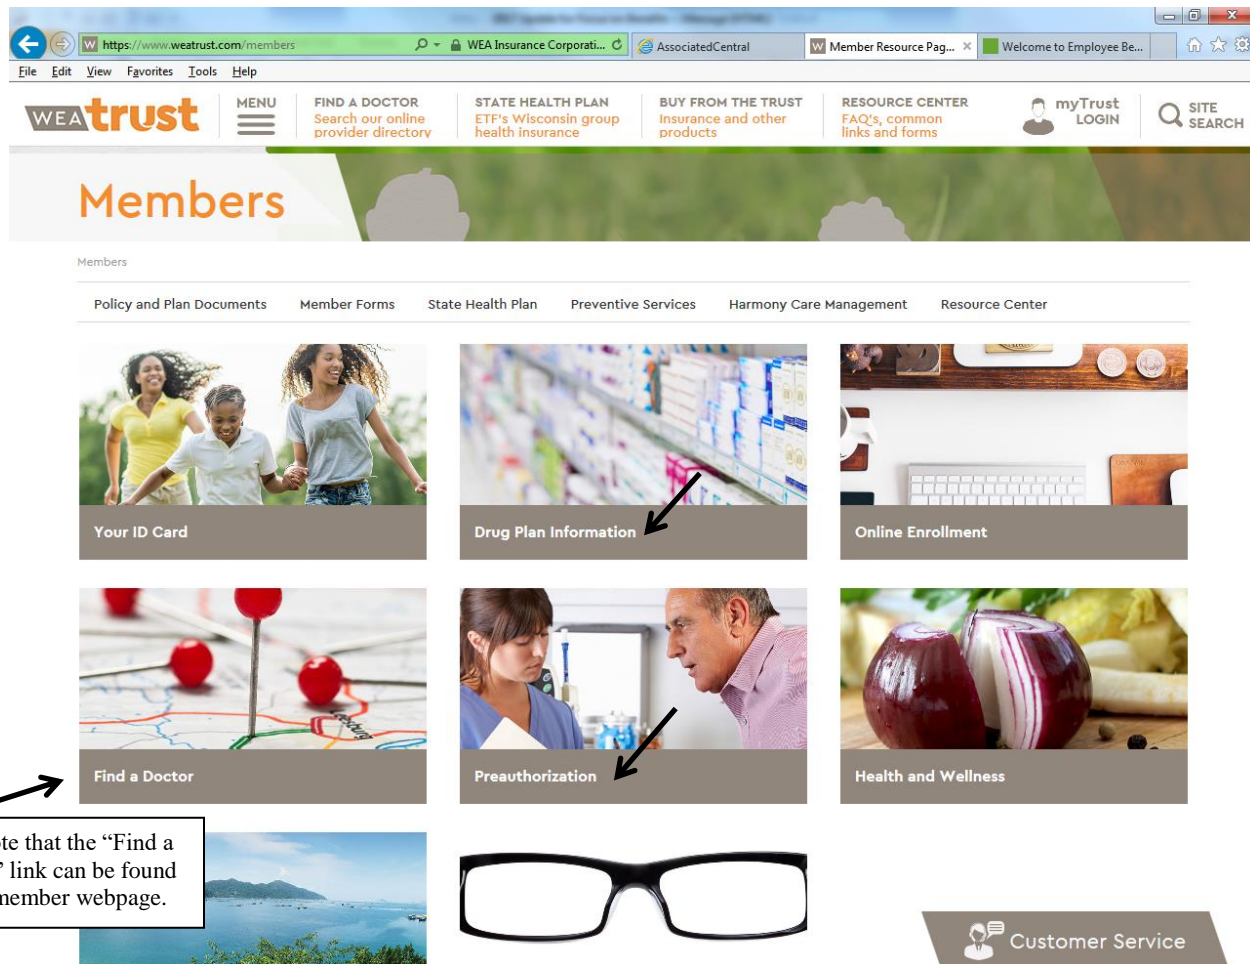 https://www.weatrust.com/members
WEA Insurance Corporati...
AssociatedCentral
Member Resource Pag...
Welcome to Employee Be...
File Edit View Favorites Tools Help
WEA trust
MENU
FIND A DOCTOR
Search our online
provider directory
STATE HEALTH PLAN
ETF's Wisconsin group
health insurance
BUY FROM THE TRUST
Insurance and other
products
RESOURCE CENTER
FAQ's, common
links and forms
myTrust
LOGIN
SITE
SEARCH
Members
Members
Policy and Plan Documents Member Forms State Health Plan Preventive Services Harmony Care Management Resource Center
Your ID Card
Drug Plan Information
Online Enrollment
Find a Doctor
Preauthorization
Health and Wellness
that the “Find a
” link can be found
member webpage.
Customer Service